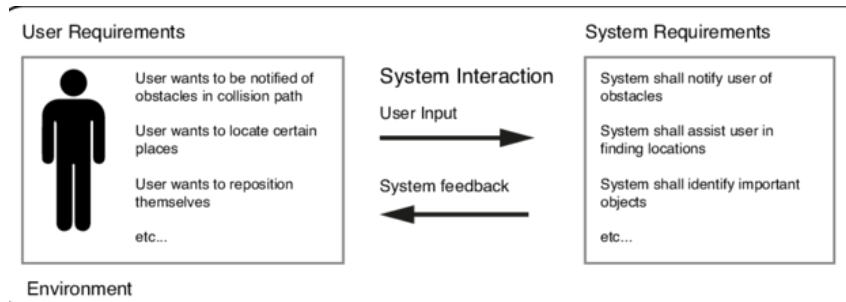 User Requirements
User wants to be notified of
obstacles in collision path
User wants to locate certain
places
User wants to reposition
themselves
etc...
System Interaction
User Input
System feedback
System Requirements
System shall notify user of
obstacles
System shall assist user in
finding locations
System shall identify important
objects
etc...
Environment